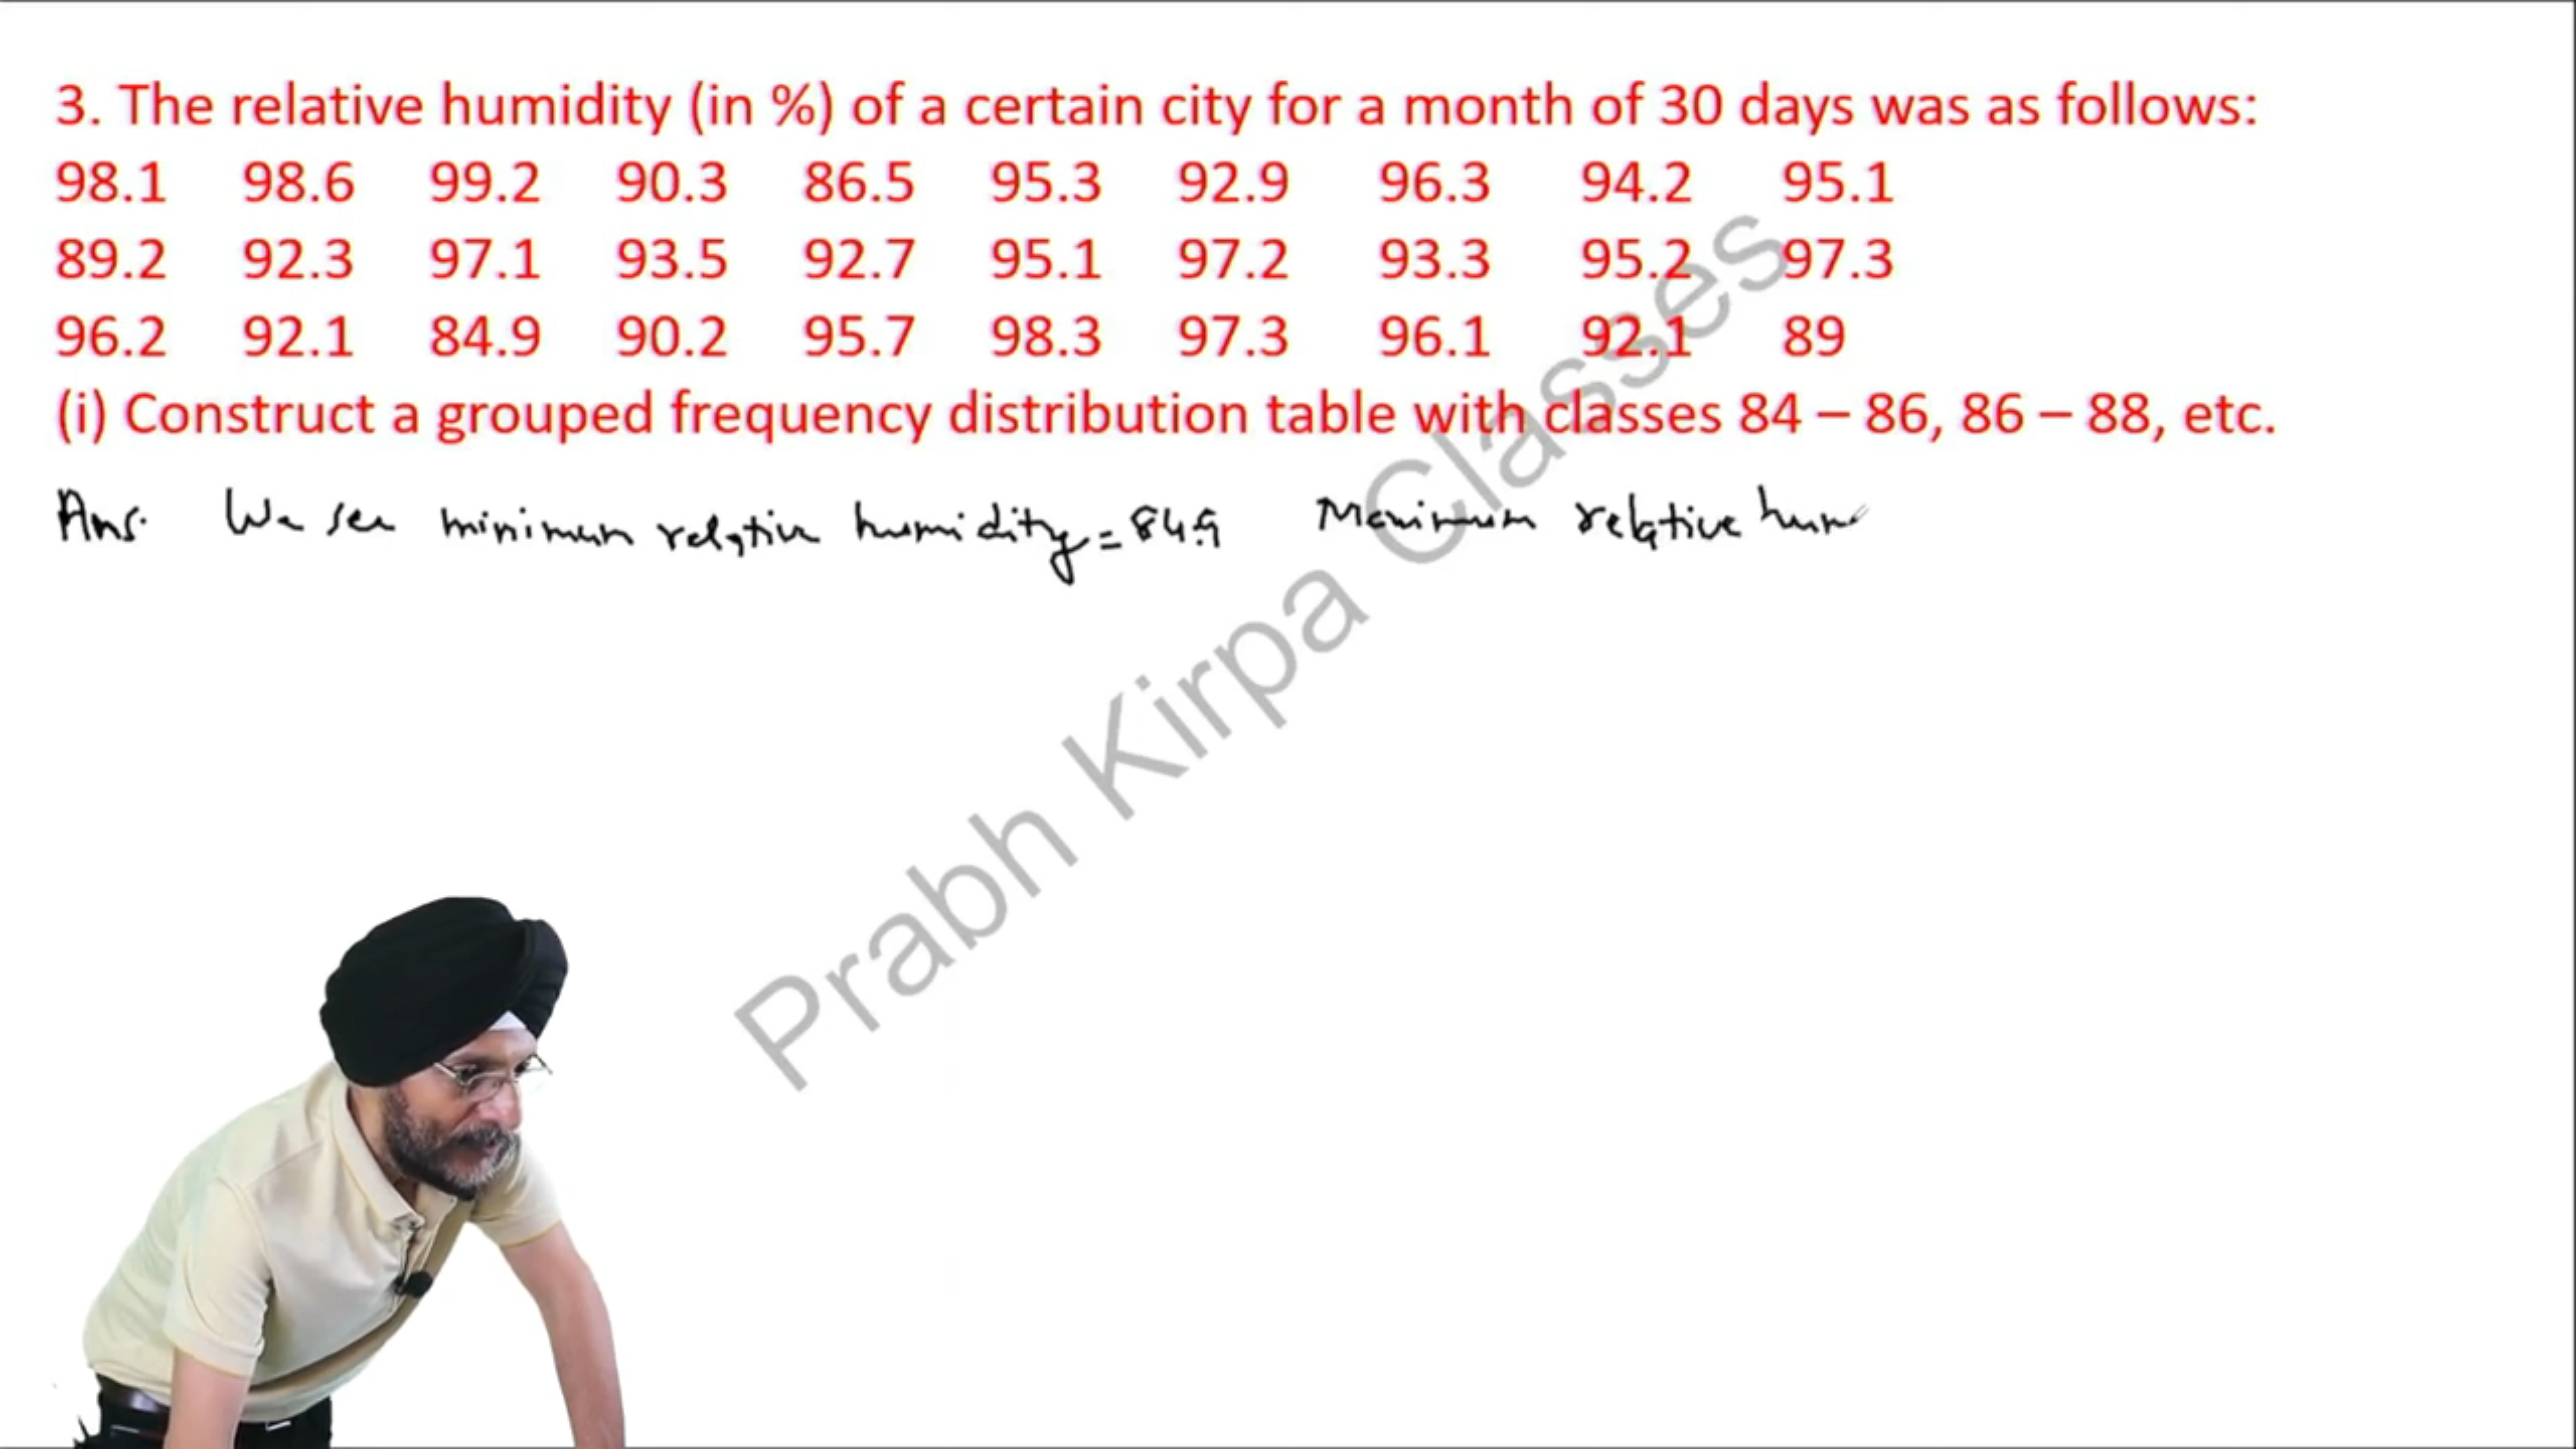 3. The relative humidity (in %) of a certain city for a month of 30 days was as follows:
98.1 98.6 99.2 90.3 86.5 95.3 92.9 96.3 94.2 95.1
89.2 92.3 97.1 93.5 92.7 95.1 97.2 93.3 95.2 97.3
96.2 92.1 84.9 90.2 95.7 98.3 97.3 96.1 92.1 89
(i) Construct a grouped frequency distribution table with classes 84 – 86, 86 – 88, etc.
Ans. We see minimum relative humidity = 84.9 Maximum relative hum
Prabh Kirpa Classes